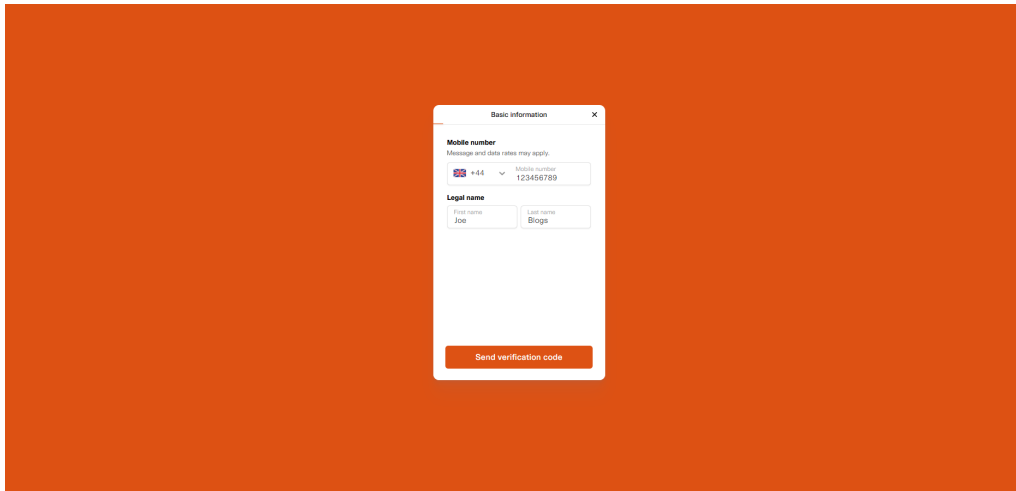 Basic information
Mobile number
Message and data rates may apply.
+44
Mobile number
123456789
Legal name
First name
Joe
Last name
Blogs
Send verification code